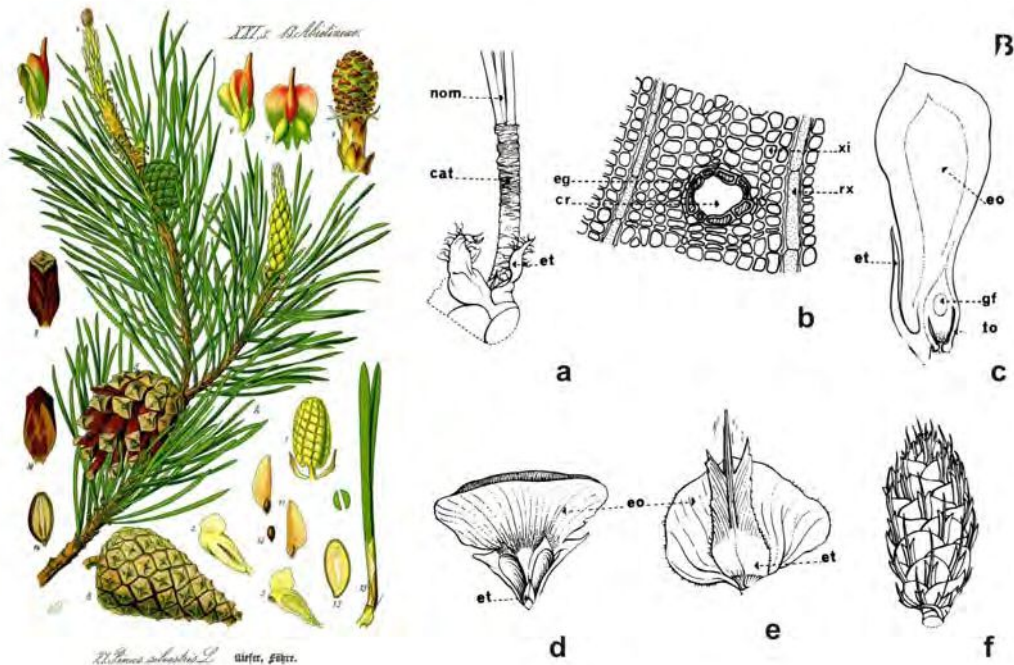 Abietineae.
B
nom
cat
et
a
eg
cr
xi
rx
b
eo
et
gf
to
c
eo
et
d
et
e
f
Pinus silvestris L. Kiefer, Föhre.